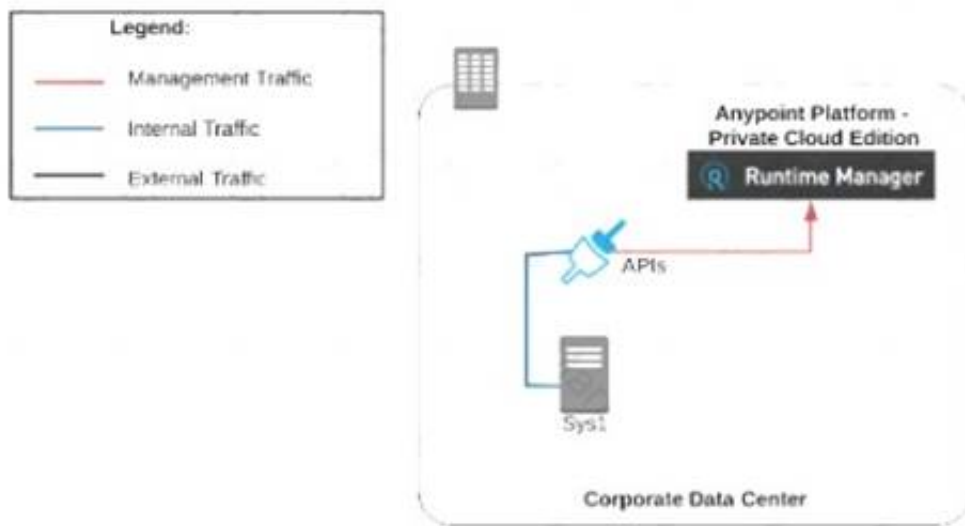 Legend:
Management Traffic
Internal Traffic
External Traffic
Anypoint Platform -
Private Cloud Edition
R Runtime Manager
APIs
Sys1
Corporate Data Center